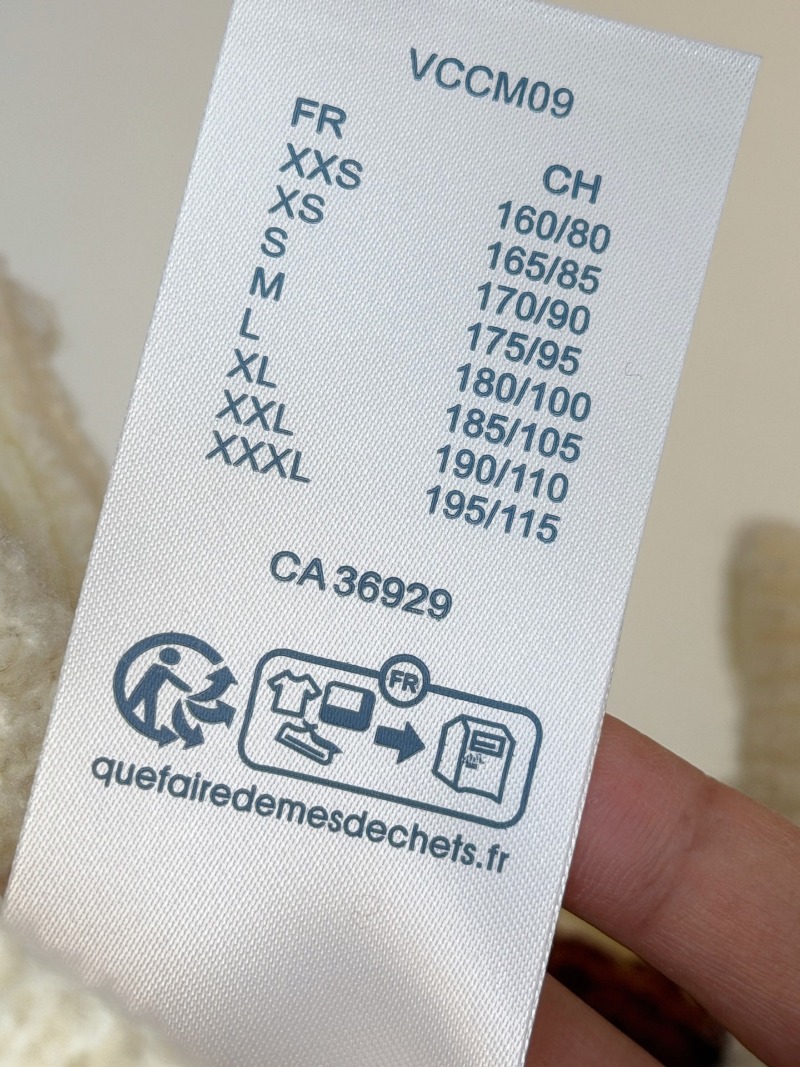 VCCM09
FR CH
XXS 160/80
XS 165/85
S 170/90
M 175/95
L 180/100
XL 185/105
XXL 190/110
XXXL 195/115
CA 36929
FR
quefairedemesdechets.fr